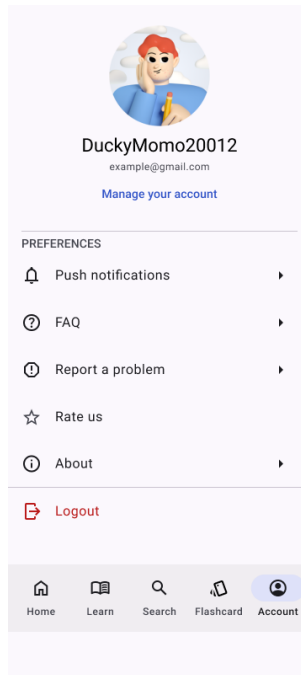 DuckyMomo20012
example@gmail.com
Manage your account
PREFERENCES
Push notifications
FAQ
Report a problem
Rate us
About
Logout
Home Learn Search Flashcard Account